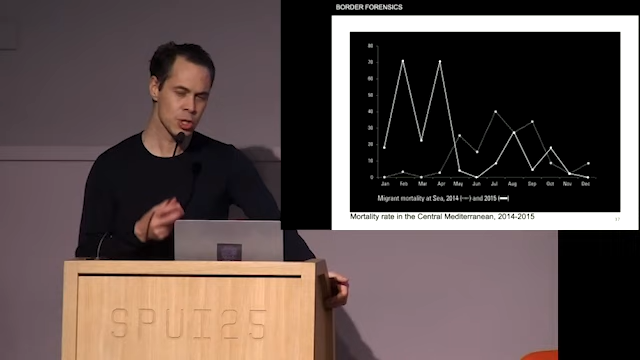 BORDER FORENSICS
80
70
60
50
40
30
20
10
0
Jan Feb Mar Apr May Jun Jul Aug Sep Oct Nov Dec
Migrant mortality at Sea, 2014 (—) and 2015 (—)
Mortality rate in the Central Mediterranean, 2014-2015
17
SPUI25